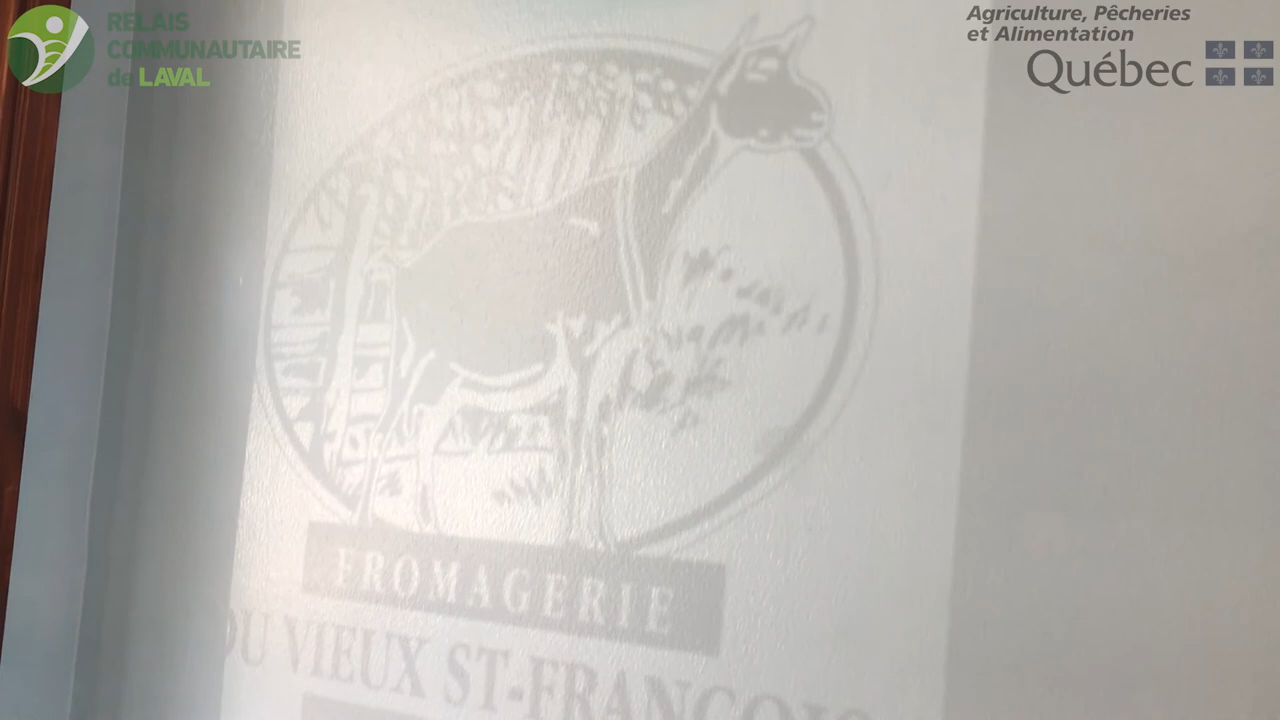 RELAIS
COMMUNAUTAIRE
de LAVAL
Agriculture, Pêcheries
et Alimentation
Québec
FROMAGERIE
DU VIEUX ST-FRANÇOIS